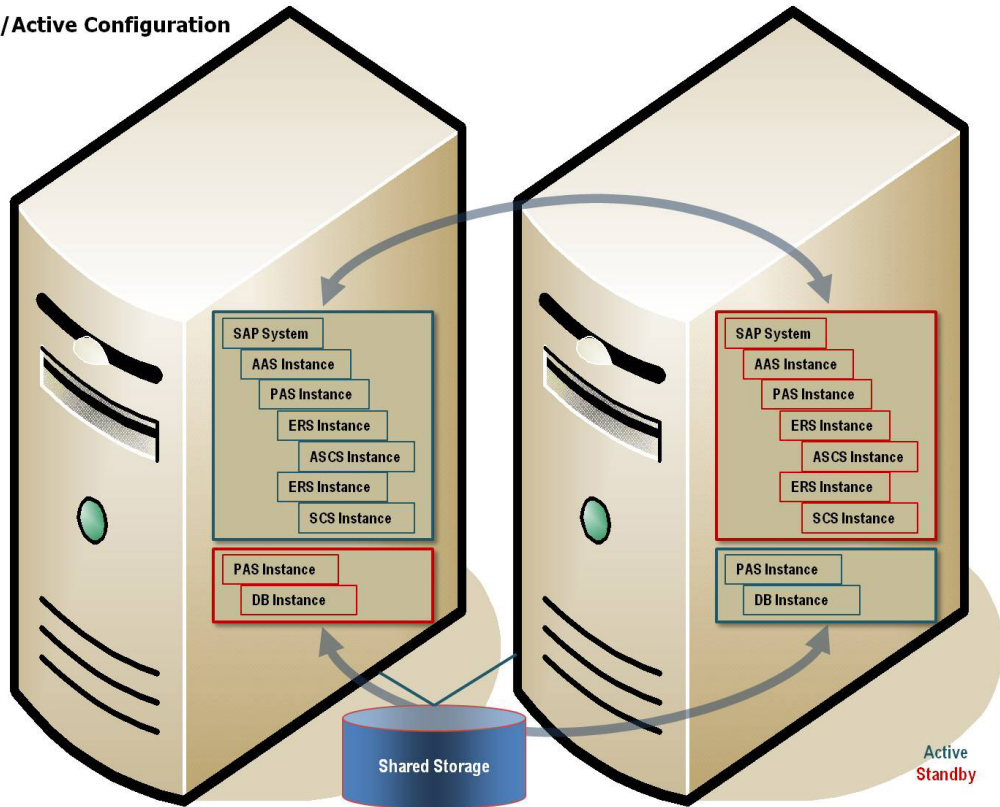 /Active Configuration
SAP System
AAS Instance
PAS Instance
ERS Instance
ASCS Instance
ERS Instance
SCS Instance
PAS Instance
DB Instance
SAP System
AAS Instance
PAS Instance
ERS Instance
ASCS Instance
ERS Instance
SCS Instance
PAS Instance
DB Instance
Shared Storage
Active
Standby